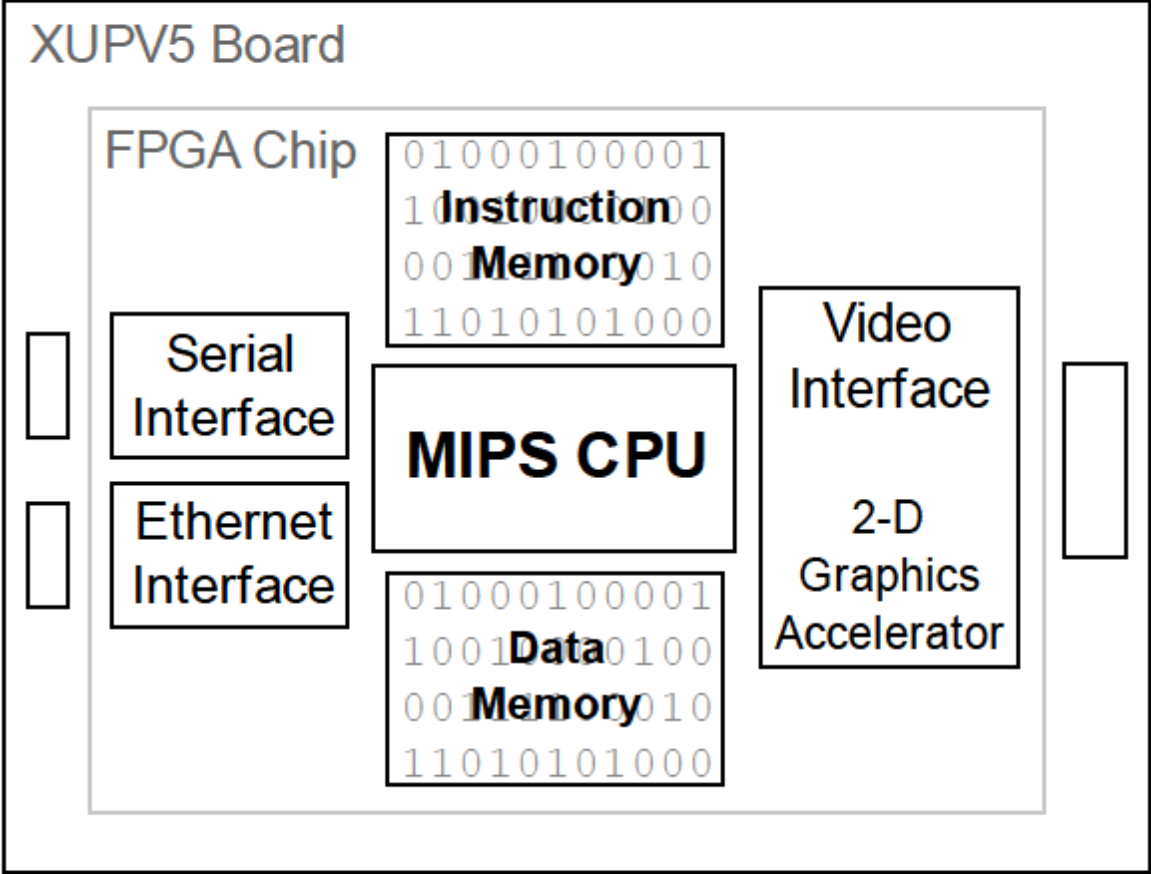 XUPV5 Board
FPGA Chip
01000100001
Instruction
Memory
11010101000
Serial
Interface
Ethernet
Interface
MIPS CPU
Video
Interface
2-D
Graphics
Accelerator
01000100001
Data
Memory
11010101000